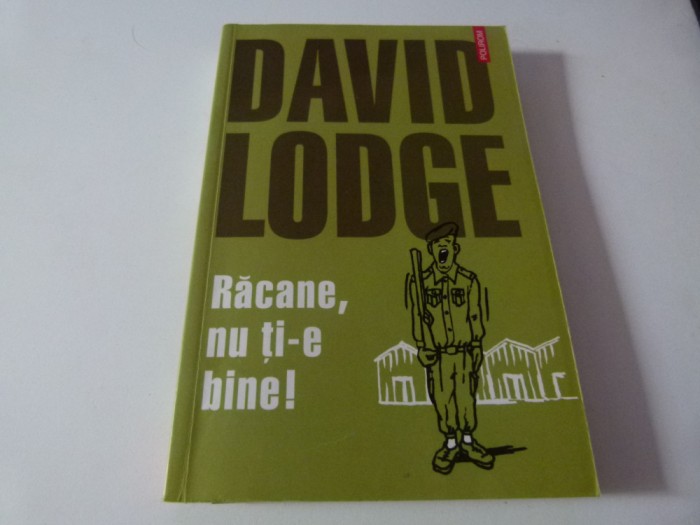 POLIROM
DAVID
LODGE
Răcane,
nu ți-e
bine!